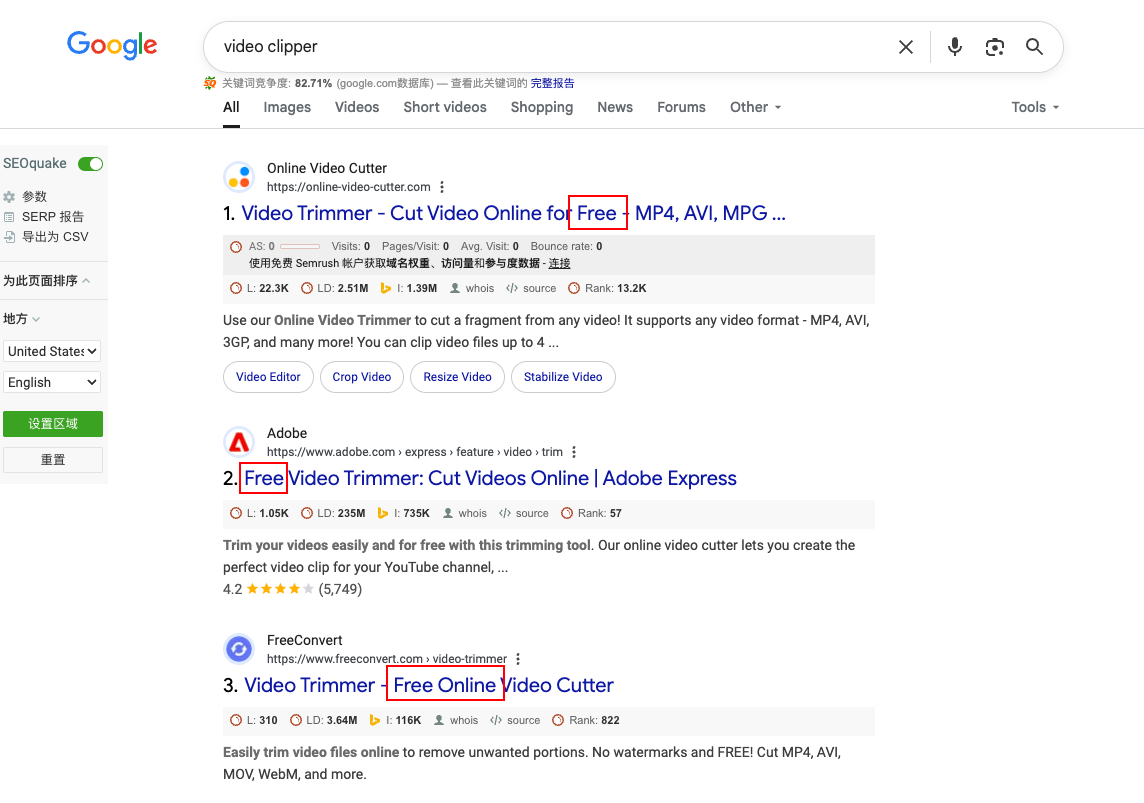 Google
video clipper
关键词竞争度: 82.71% (google.com数据库) — 查看此关键词的 完整报告
All Images Videos Short videos Shopping News Forums Other Tools
SEOquake
参数
SERP 报告
导出为 CSV
为此页面排序
地方
United States
English
设置区域
重置
Online Video Cutter
https://online-video-cutter.com
1. Video Trimmer - Cut Video Online for Free - MP4, AVI, MPG ...
AS: 0 Visits: 0 Pages/Visit: 0 Avg. Visit: 0 Bounce rate: 0
使用免费 Semrush 帐户获取域名权重、访问量和参与度数据 - 连接
L: 22.3K LD: 2.51M I: 1.39M whois source Rank: 13.2K
Use our Online Video Trimmer to cut a fragment from any video! It supports any video format - MP4, AVI,
3GP, and many more! You can clip video files up to 4 ...
Video Editor Crop Video Resize Video Stabilize Video
Adobe
https://www.adobe.com › express › feature › video › trim
2. Free Video Trimmer: Cut Videos Online | Adobe Express
L: 1.05K LD: 235M I: 735K whois source Rank: 57
Trim your videos easily and for free with this trimming tool. Our online video cutter lets you create the
perfect video clip for your YouTube channel, ...
4.2 ★★★★★ (5,749)
FreeConvert
https://www.freeconvert.com › video-trimmer
3. Video Trimmer - Free Online Video Cutter
L: 310 LD: 3.64M I: 116K whois source Rank: 822
Easily trim video files online to remove unwanted portions. No watermarks and FREE! Cut MP4, AVI,
MOV, WebM, and more.